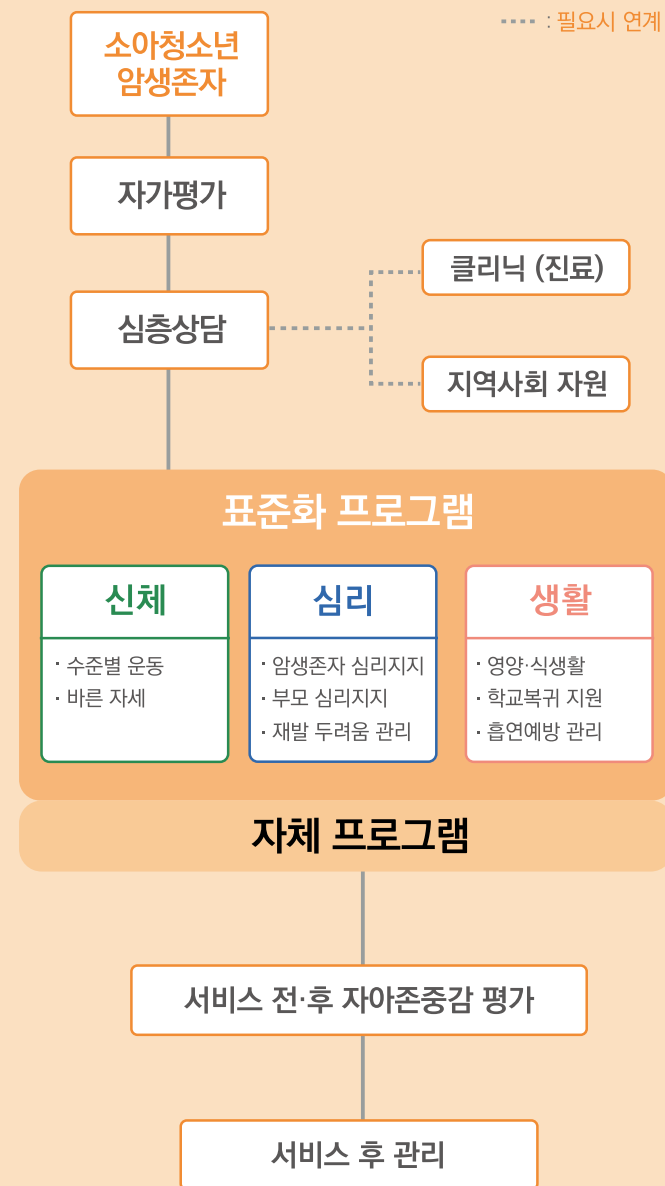 : 필요시 연계
소아청소년
암생존자
자가평가
심층상담
클리닉 (진료)
지역사회 자원
표준화 프로그램
신체
· 수준별 운동
· 바른 자세
심리
· 암생존자 심리지지
· 부모 심리지지
· 재발 두려움 관리
생활
· 영양·식생활
· 학교복귀 지원
· 흡연예방 관리
자체 프로그램
서비스 전·후 자아존중감 평가
서비스 후 관리